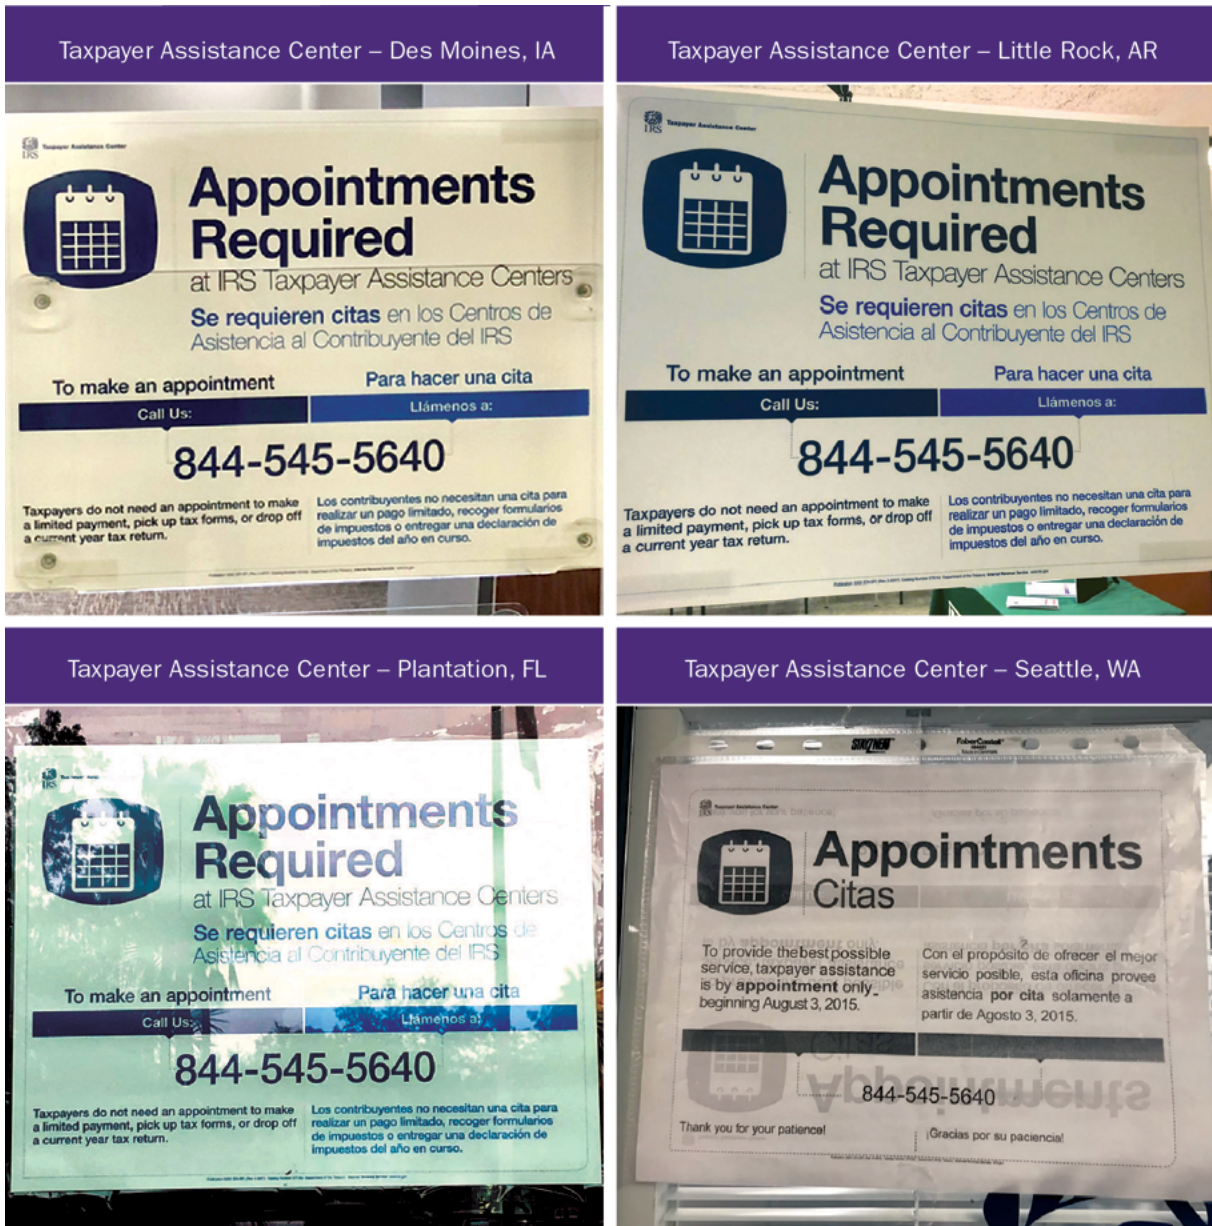 Taxpayer Assistance Center – Des Moines, IA
IRS
Taxpayer Assistance Center
Appointments
Required
at IRS Taxpayer Assistance Centers
Se requieren citas en los Centros de
Asistencia al Contribuyente del IRS
To make an appointment
Para hacer una cita
Call Us:
Llámenos a:
844-545-5640
Taxpayers do not need an appointment to make
a limited payment, pick up tax forms, or drop off
a current year tax return.
Los contribuyentes no necesitan una cita para
realizar un pago limitado, recoger formularios
de impuestos o entregar una declaración de
impuestos del año en curso.
Taxpayer Assistance Center – Little Rock, AR
IRS
Taxpayer Assistance Center
Appointments
Required
at IRS Taxpayer Assistance Centers
Se requieren citas en los Centros de
Asistencia al Contribuyente del IRS
To make an appointment
Para hacer una cita
Call Us:
Llámenos a:
844-545-5640
Taxpayers do not need an appointment to make
a limited payment, pick up tax forms, or drop off
a current year tax return.
Los contribuyentes no necesitan una cita para
realizar un pago limitado, recoger formularios
de impuestos o entregar una declaración de
impuestos del año en curso.
Taxpayer Assistance Center – Plantation, FL
IRS
Appointments
Required
at IRS Taxpayer Assistance Centers
Se requieren citas en los Centros de
Asistencia al Contribuyente del IRS
To make an appointment
Para hacer una cita
Call Us:
Llámenos a:
844-545-5640
Taxpayers do not need an appointment to make
a limited payment, pick up tax forms, or drop off
a current year tax return.
Los contribuyentes no necesitan una cita para
realizar un pago limitado, recoger formularios
de impuestos o entregar una declaración de
impuestos del año en curso.
Taxpayer Assistance Center – Seattle, WA
Faber Castell
IRS
Taxpayer Assistance Center
Appointments
Citas
To provide the best possible
service, taxpayer assistance
is by appointment only
beginning August 3, 2015.
Con el propósito de ofrecer el mejor
servicio posible, esta oficina provee
asistencia por cita solamente a
partir de Agosto 3, 2015.
844-545-5640
Thank you for your patience!
¡Gracias por su paciencia!